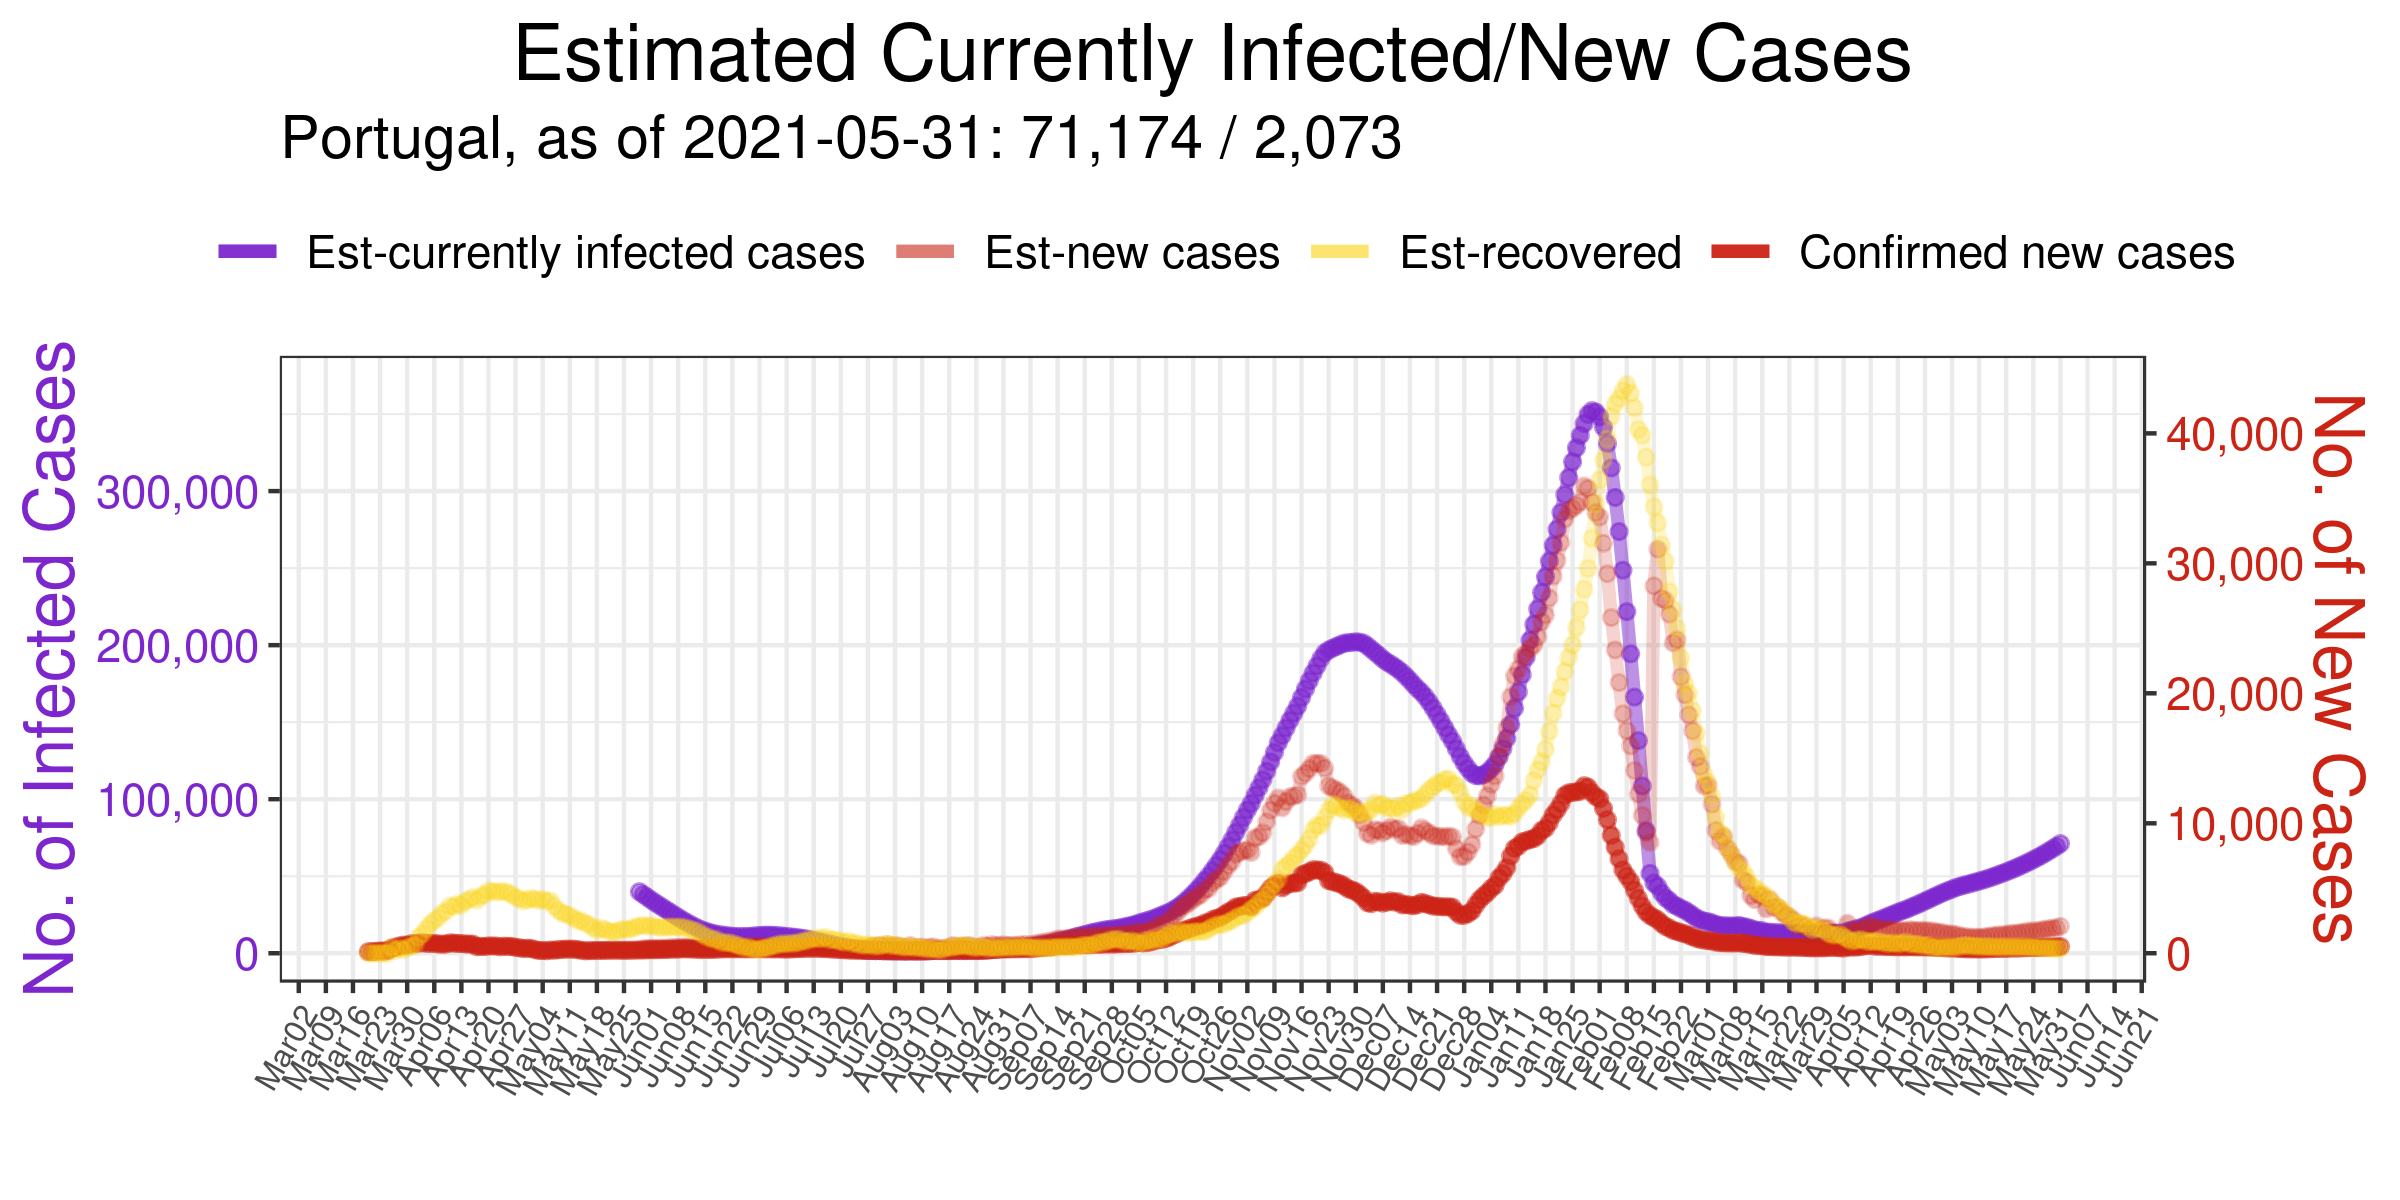 Estimated Currently Infected/New Cases
Portugal, as of 2021-05-31: 71,174 / 2,073
Est-currently infected cases Est-new cases Est-recovered Confirmed new cases
No. of Infected Cases
300,000
200,000
100,000
0
40,000
30,000
20,000
10,000
0
No. of New Cases
Mar02 Mar09 Mar16 Mar23 Mar30 Apr06 Apr13 Apr20 Apr27 May04 May11 May18 May25 Jun01 Jun08 Jun15 Jun22 Jun29 Jul06 Jul13 Jul20 Jul27 Aug03 Aug10 Aug17 Aug24 Aug31 Sep07 Sep14 Sep21 Sep28 Oct05 Oct12 Oct19 Oct26 Nov02 Nov09 Nov16 Nov23 Nov30 Dec07 Dec14 Dec21 Dec28 Jan04 Jan11 Jan18 Jan25 Feb01 Feb08 Feb15 Feb22 Mar01 Mar08 Mar15 Mar22 Mar29 Apr05 Apr12 Apr19 Apr26 May03 May10 May17 May24 May31 Jun07 Jun14 Jun21